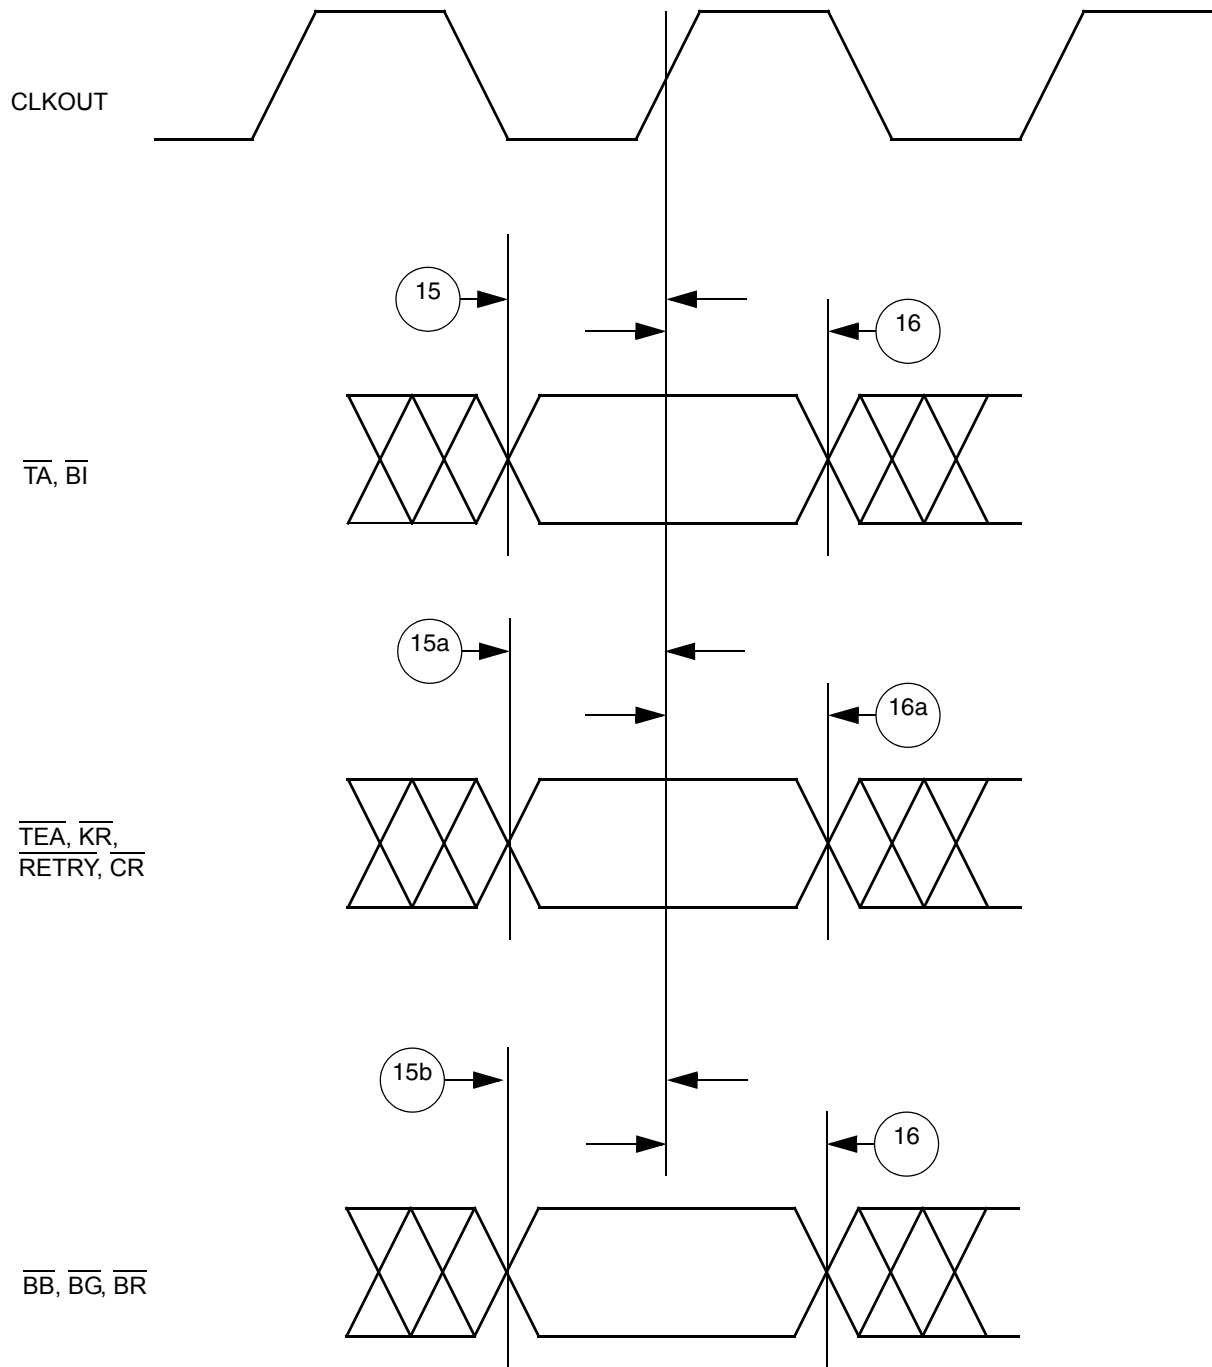 CLKOUT
15
16
TA, BI
15a
16a
TEA, KR,
RETRY, CR
15b
16
BB, BG, BR